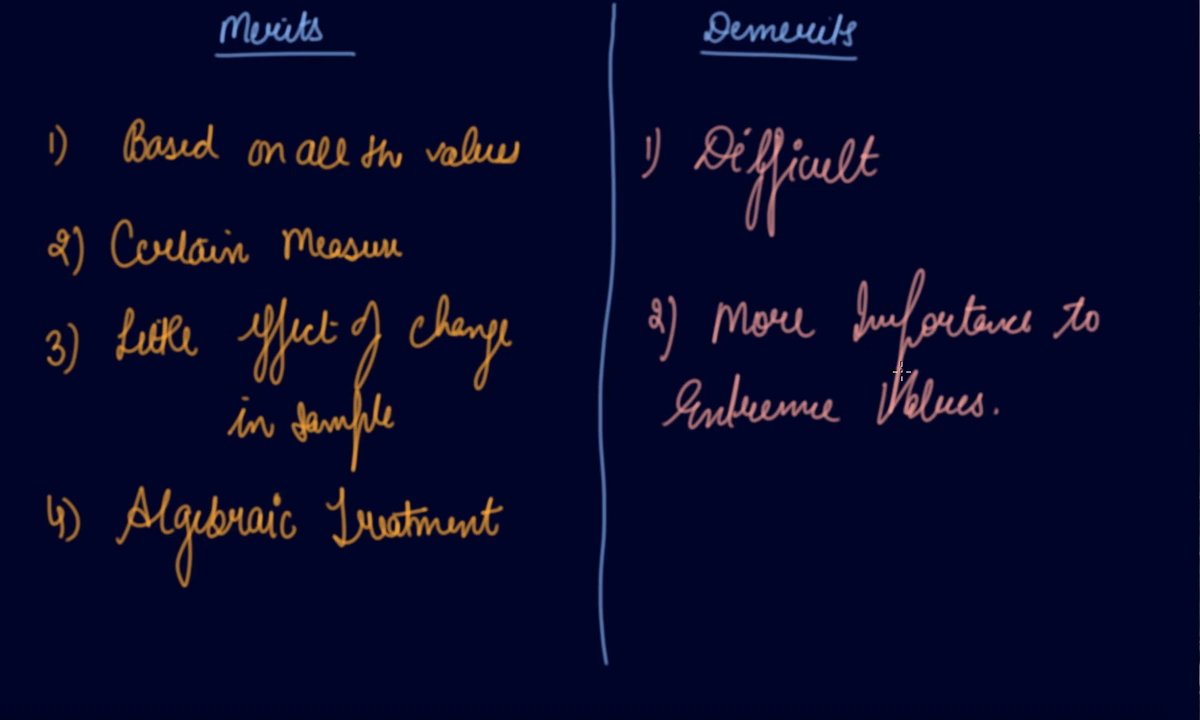 Merits
1) Based on all the values
2) Certain Measure
3) Little effect of change
in sample
4) Algebraic Treatment
Demerits
1) Difficult
2) More Importance to
Extreme Values.